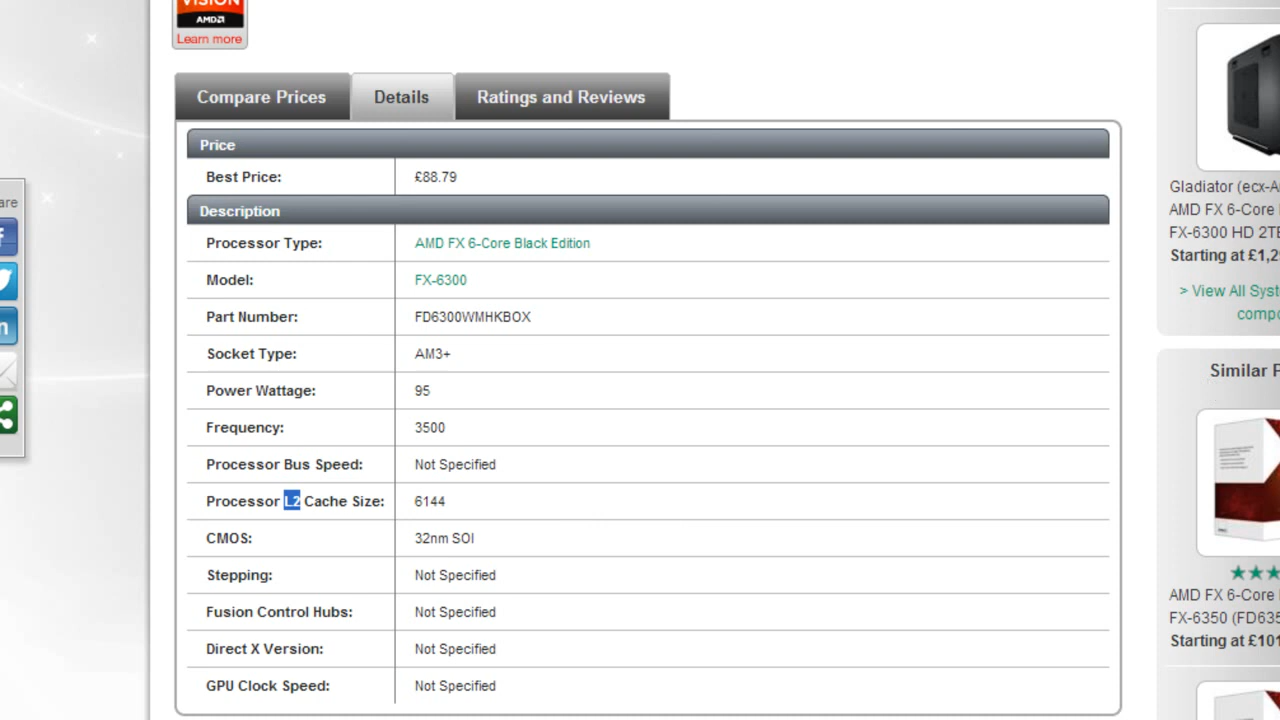 VISION
AMD
Learn more
Compare Prices
Details
Ratings and Reviews
Price
Best Price: £88.79
Description
Processor Type: AMD FX 6-Core Black Edition
Model: FX-6300
Part Number: FD6300WMHKBOX
Socket Type: AM3+
Power Wattage: 95
Frequency: 3500
Processor Bus Speed: Not Specified
Processor L2 Cache Size: 6144
CMOS: 32nm SOI
Stepping: Not Specified
Fusion Control Hubs: Not Specified
Direct X Version: Not Specified
GPU Clock Speed: Not Specified
are
f
in
Gladiator (ecx-A
AMD FX 6-Core
FX-6300 HD 2TE
Starting at £1,2
> View All Syst
compo
Similar P
AMD FX 6-Core
FX-6350 (FD635
Starting at £101